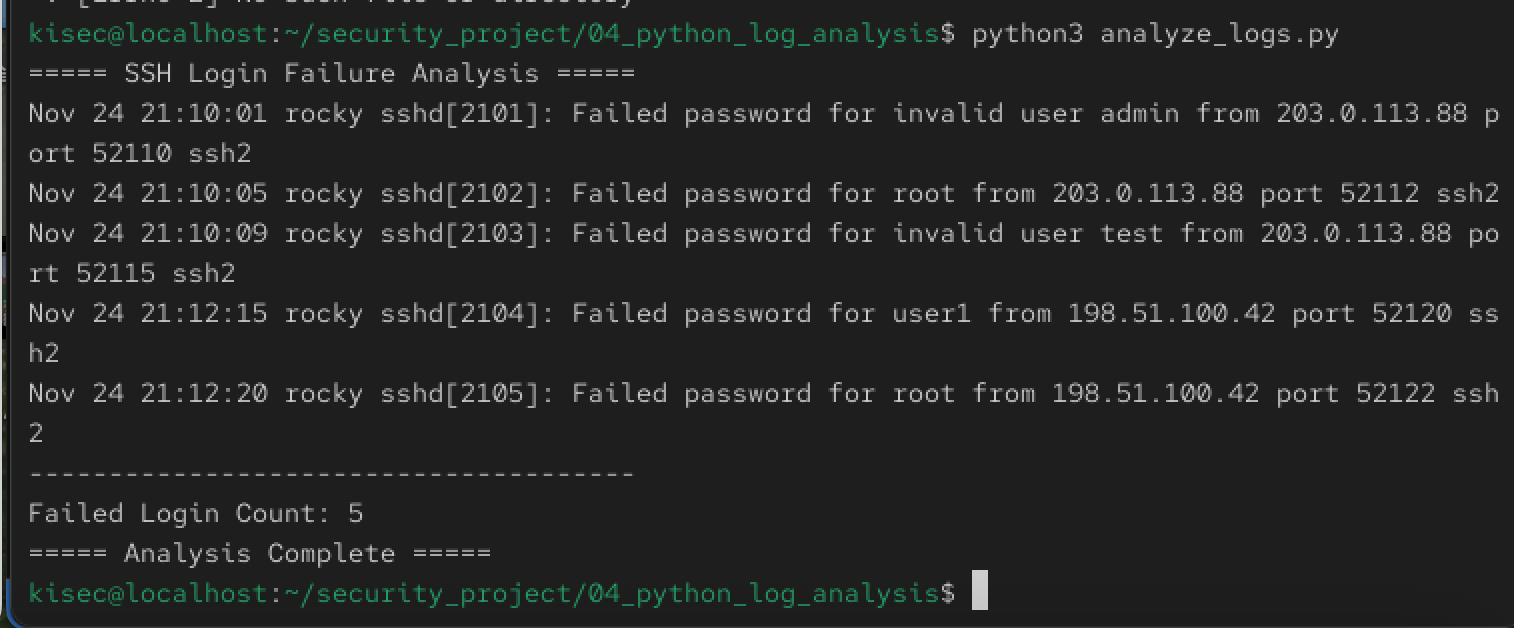 kisec@localhost:~/security_project/04_python_log_analysis$ python3 analyze_logs.py
===== SSH Login Failure Analysis =====
Nov 24 21:10:01 rocky sshd[2101]: Failed password for invalid user admin from 203.0.113.88 p
ort 52110 ssh2
Nov 24 21:10:05 rocky sshd[2102]: Failed password for root from 203.0.113.88 port 52112 ssh2
Nov 24 21:10:09 rocky sshd[2103]: Failed password for invalid user test from 203.0.113.88 po
rt 52115 ssh2
Nov 24 21:12:15 rocky sshd[2104]: Failed password for user1 from 198.51.100.42 port 52120 ss
h2
Nov 24 21:12:20 rocky sshd[2105]: Failed password for root from 198.51.100.42 port 52122 ssh
2
--------------------------------------
Failed Login Count: 5
===== Analysis Complete =====
kisec@localhost:~/security_project/04_python_log_analysis$